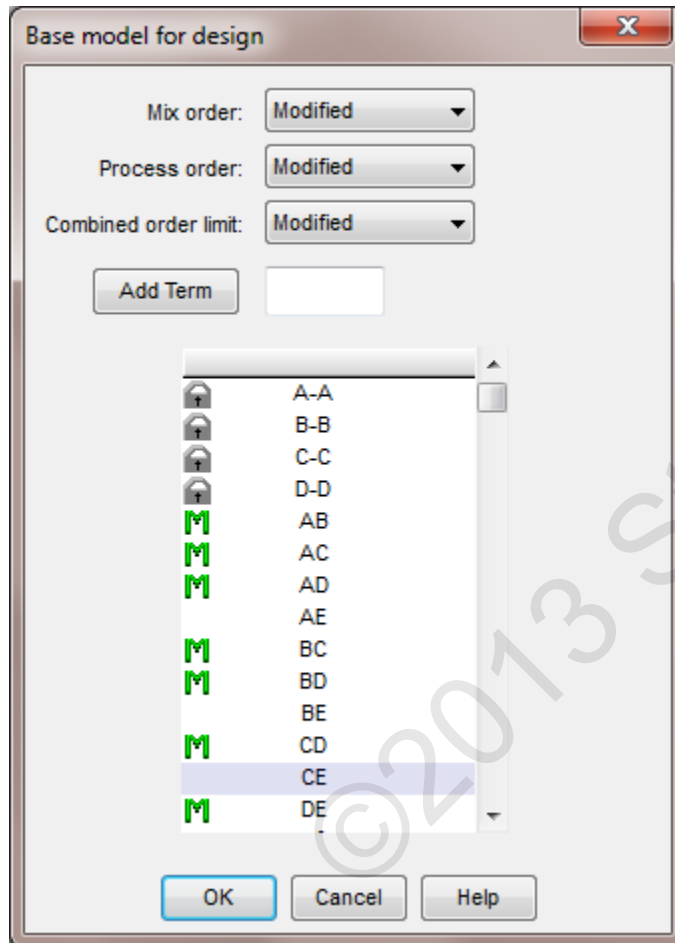 Base model for design
Mix order: Modified
Process order: Modified
Combined order limit: Modified
Add Term
A-A
B-B
C-C
D-D
M AB
M AC
M AD
AE
M BC
M BD
BE
M CD
CE
M DE
OK Cancel Help
©2013 S